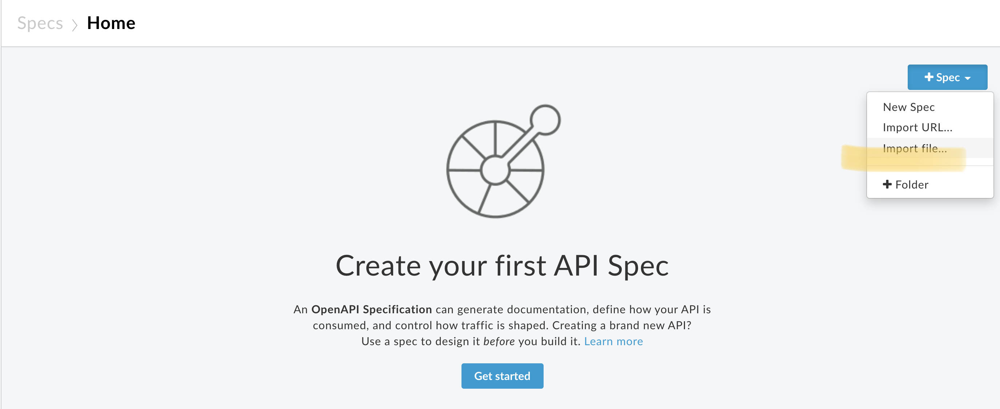 Specs > Home
+ Spec
New Spec
Import URL...
Import file...
+ Folder
Create your first API Spec
An OpenAPI Specification can generate documentation, define how your API is
consumed, and control how traffic is shaped. Creating a brand new API?
Use a spec to design it before you build it. Learn more
Get started